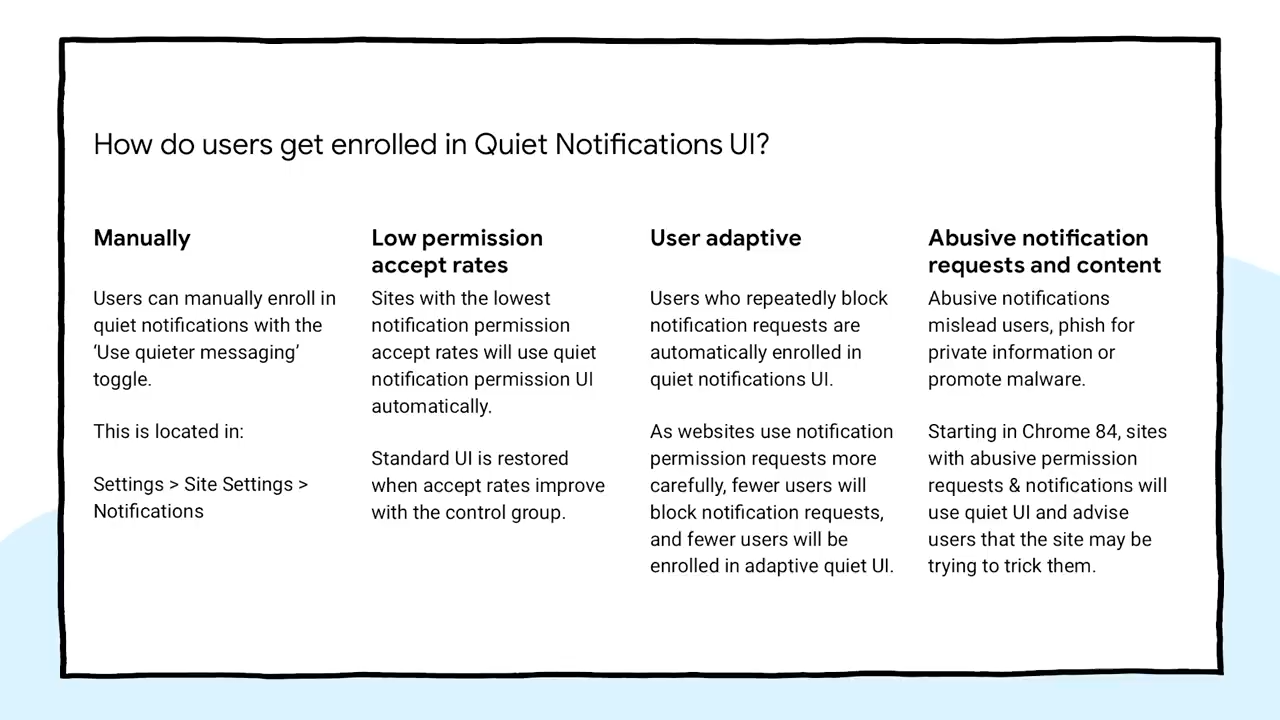 How do users get enrolled in Quiet Notifications UI?
Manually
Users can manually enroll in
quiet notifications with the
‘Use quieter messaging’
toggle.
This is located in:
Settings > Site Settings >
Notifications
Low permission
accept rates
Sites with the lowest
notification permission
accept rates will use quiet
notification permission UI
automatically.
Standard UI is restored
when accept rates improve
with the control group.
User adaptive
Users who repeatedly block
notification requests are
automatically enrolled in
quiet notifications UI.
As websites use notification
permission requests more
carefully, fewer users will
block notification requests,
and fewer users will be
enrolled in adaptive quiet UI.
Abusive notification
requests and content
Abusive notifications
mislead users, phish for
private information or
promote malware.
Starting in Chrome 84, sites
with abusive permission
requests & notifications will
use quiet UI and advise
users that the site may be
trying to trick them.